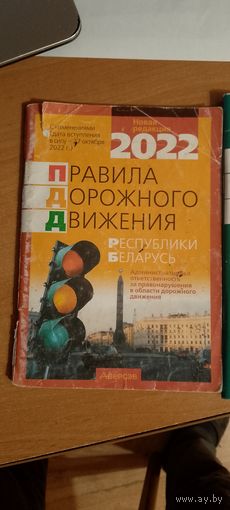 С изменениями
(дата вступления
в силу – 27 октября
2022 г.)
Новая
редакция
2022
ПРАВИЛА
ДОРОЖНОГО
ДВИЖЕНИЯ
РЕСПУБЛИКИ
БЕЛАРУСЬ
Административная
ответственность
за правонарушения
в области дорожного
движения
Аверсэв
www.ay.by